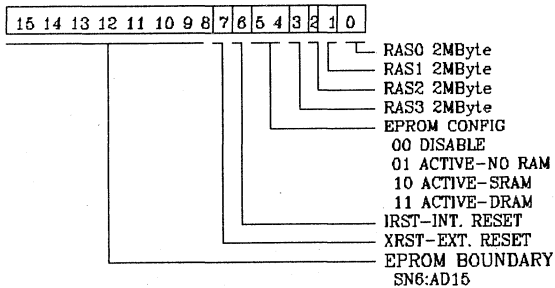 15 14 13 12 11 10 9 8 7 6 5 4 3 2 1 0
RAS0 2MByte
RAS1 2MByte
RAS2 2MByte
RAS3 2MByte
EPROM CONFIG
00 DISABLE
01 ACTIVE-NO RAM
10 ACTIVE-SRAM
11 ACTIVE-DRAM
IRST-INT. RESET
XRST-EXT. RESET
EPROM BOUNDARY
SN6:AD15